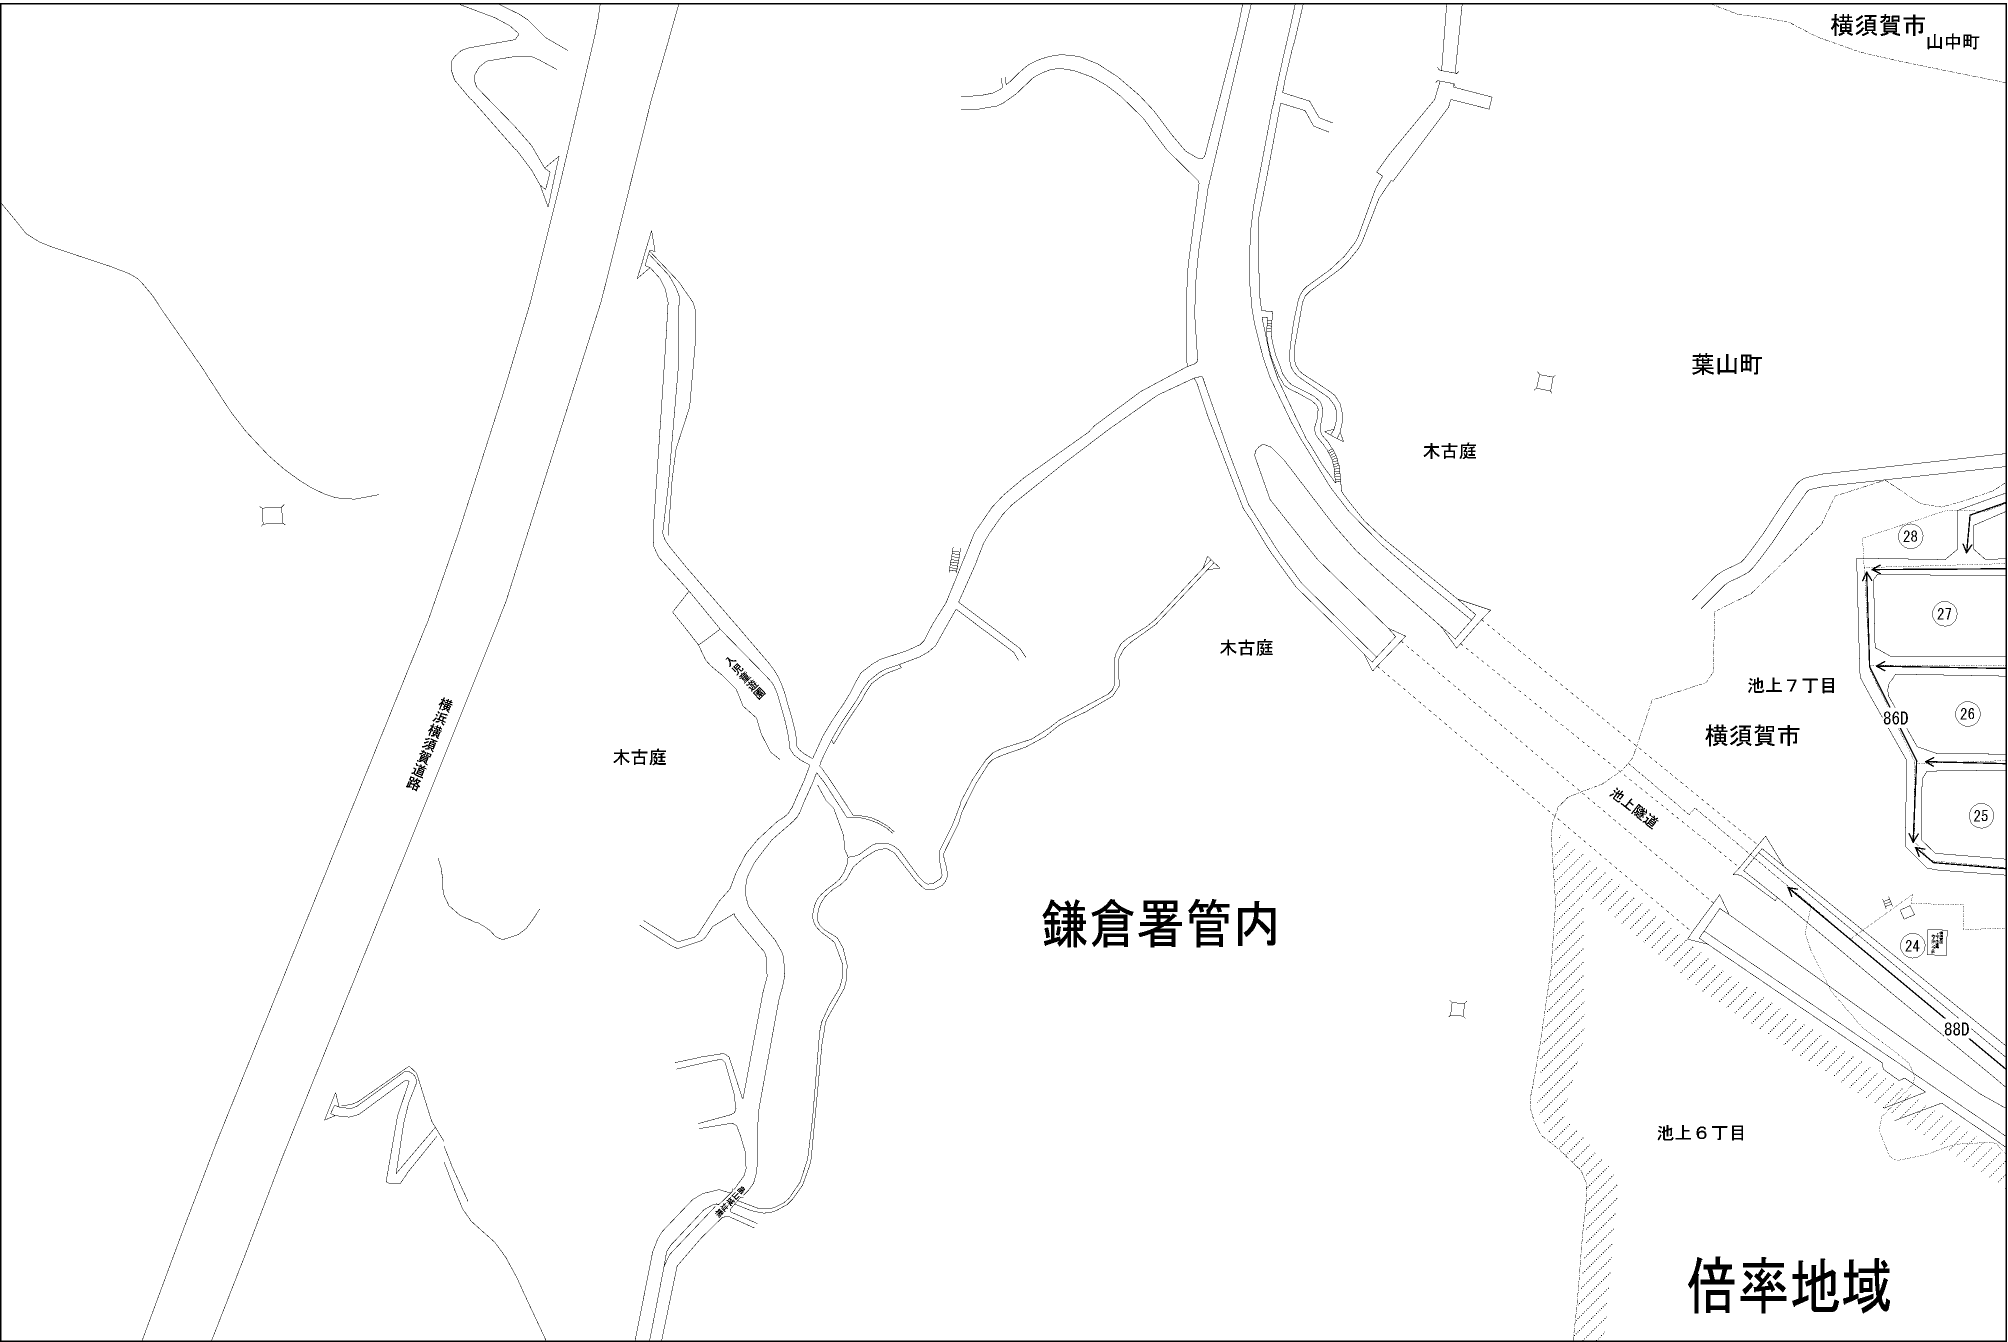 横須賀市
山中町
葉山町
木古庭
28
27
木古庭
池上７丁目
86D
26
横須賀市
横浜横須賀道路
木古庭
池上隧道
25
鎌倉署管内
24
88D
池上６丁目
倍率地域